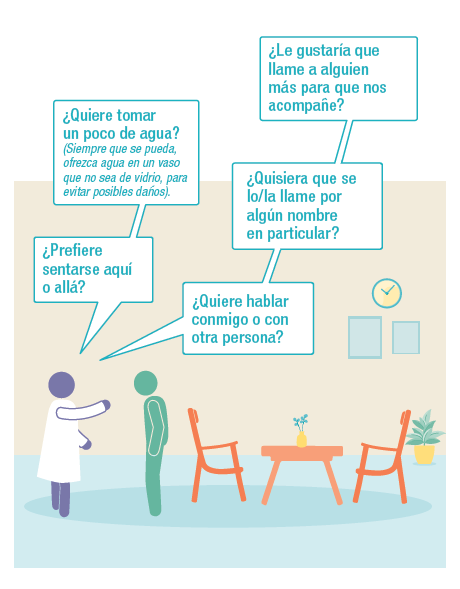 ¿Le gustaría que
llame a alguien
más para que nos
acompañe?
¿Quiere tomar
un poco de agua?
(Siempre que se pueda,
ofrezca agua en un vaso
que no sea de vidrio, para
evitar posibles daños).
¿Quisiera que se
lo/la llame por
algún nombre
en particular?
¿Prefiere
sentarse aquí
o allá?
¿Quiere hablar
conmigo o con
otra persona?